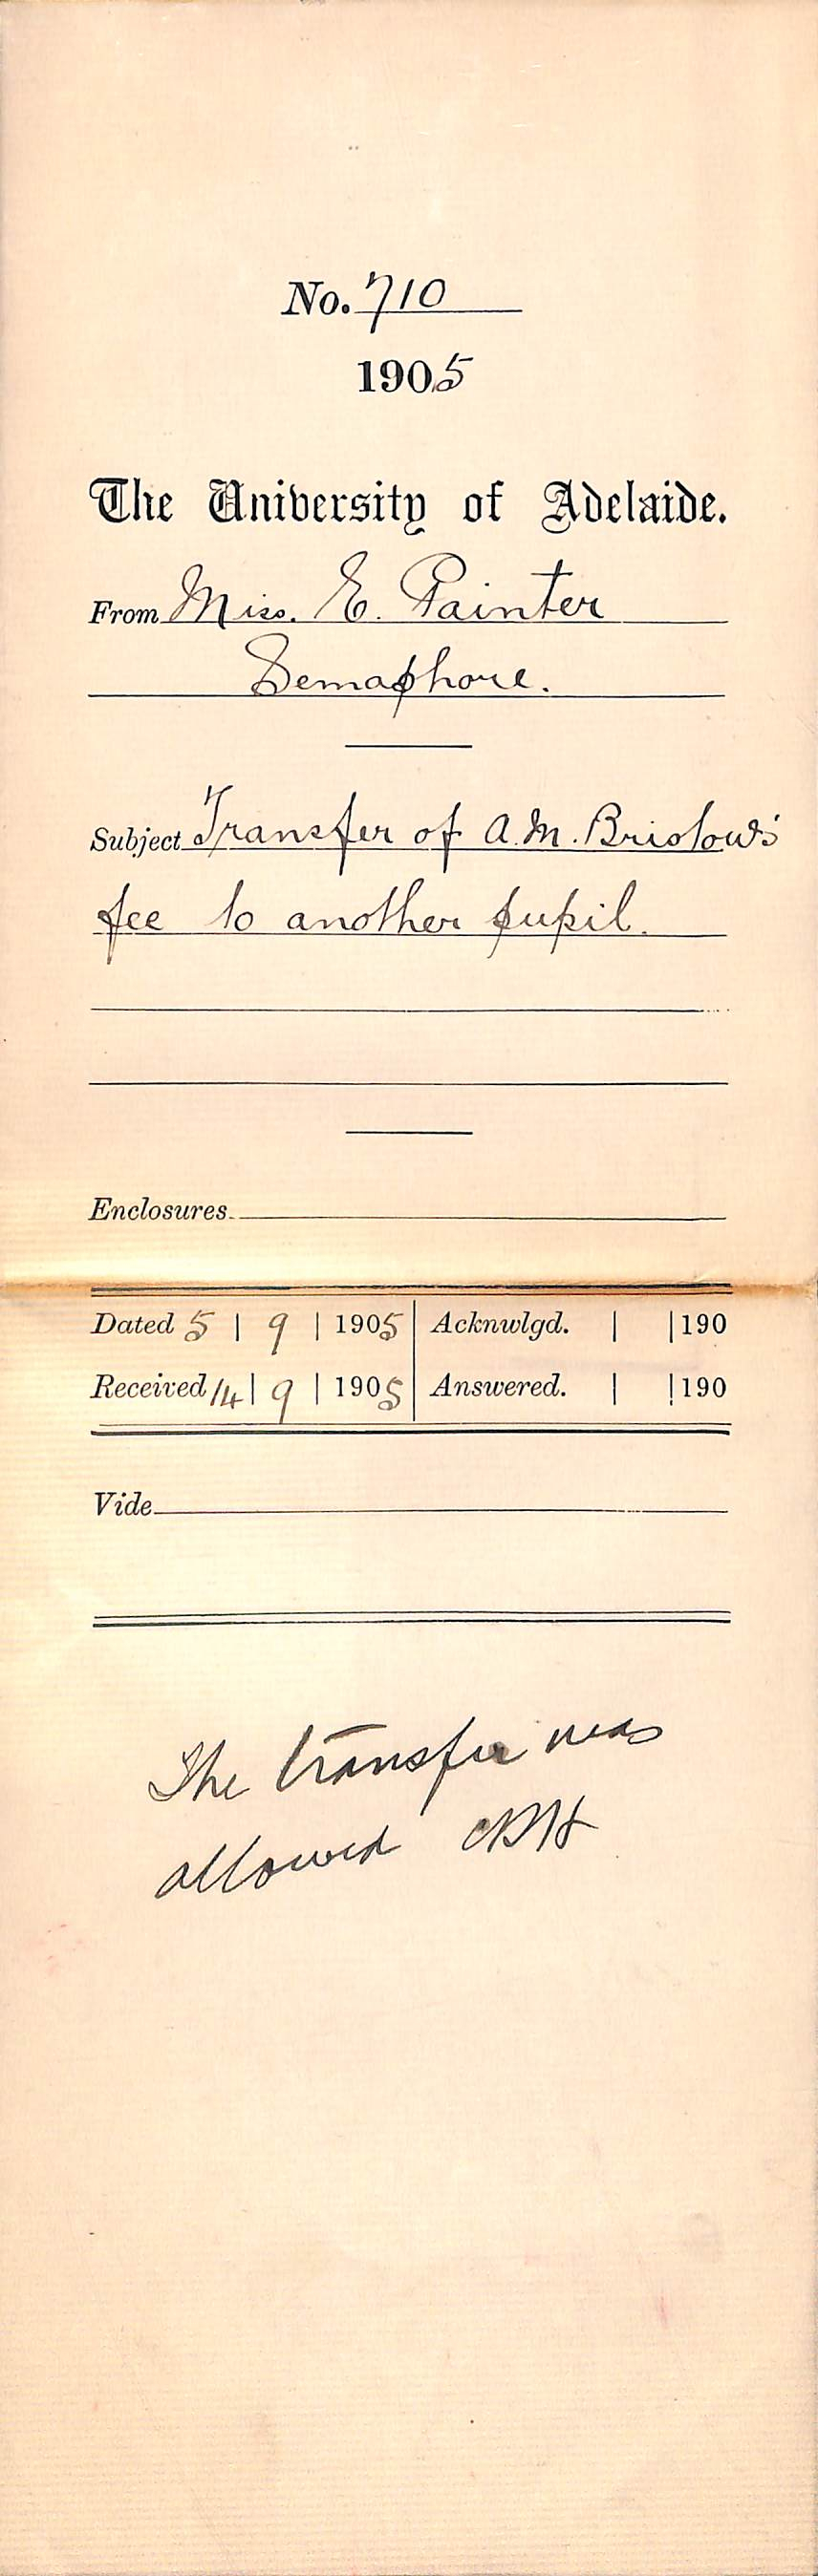 No. 710
1905
The University of Adelaide.
From Miss. E. Painter
Semaphore.
Subject Transfer of A.M. Bristow's
fee to another pupil.
Enclosures
Dated 5 | 9 | 1905 Acknwlgd. | | 190
Received 14 | 9 | 1905 Answered. | | 190
Vide
The transfer was
allowed